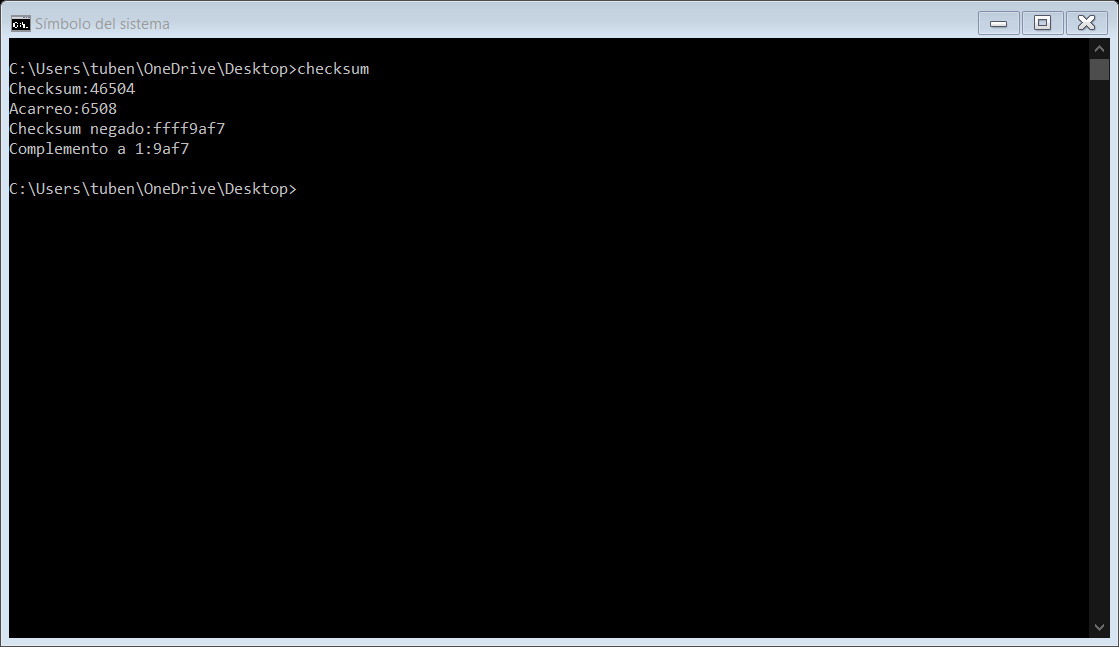 Símbolo del sistema
C:\Users\tuben\OneDrive\Desktop>checksum
Checksum:46504
Acarreo:6508
Checksum negado:ffff9af7
Complemento a 1:9af7
C:\Users\tuben\OneDrive\Desktop>